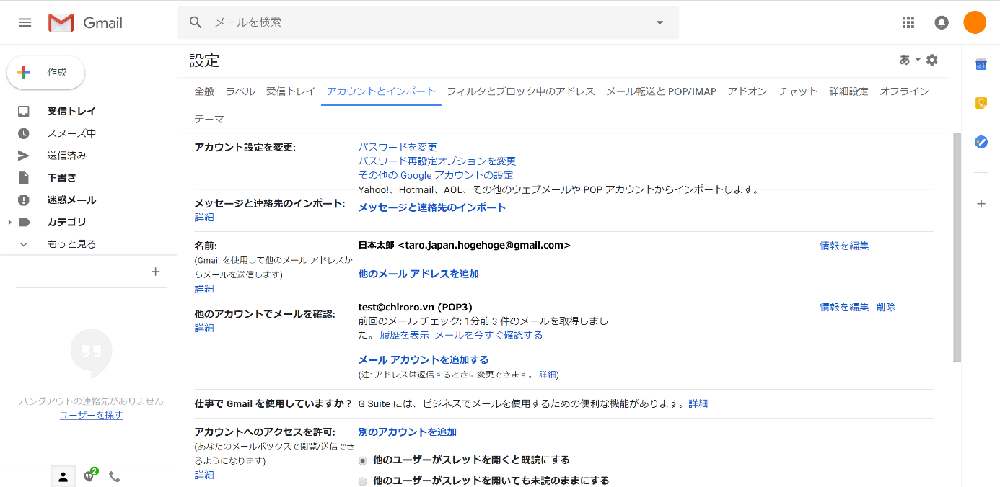 Gmail
メールを検索
作成
受信トレイ
スヌーズ中
送信済み
下書き
迷惑メール
カテゴリ
もっと見る
ハングアウトの連絡先がありません
ユーザーを探す
2
設定
あ
全般 ラベル 受信トレイ アカウントとインポート フィルタとブロック中のアドレス メール転送と POP/IMAP アドオン チャット 詳細設定 オフライン
テーマ
アカウント設定を変更:
パスワードを変更
パスワード再設定オプションを変更
その他の Google アカウントの設定
メッセージと連絡先のインポート:
詳細
Yahoo!、Hotmail、AOL、その他のウェブメールや POP アカウントからインポートします。
メッセージと連絡先のインポート
名前:
(Gmail を使用して他のメール アドレスか
らメールを送信します)
詳細
日本太郎 <taro.japan.hogehoge@gmail.com> 情報を編集
他のメール アドレスを追加
他のアカウントでメールを確認:
詳細
test@chiroro.vn (POP3) 情報を編集 削除
前回のメール チェック: 1分前 3 件のメールを取得しまし
た。 履歴を表示 メールを今すぐ確認する
メール アカウントを追加する
(注: アドレスは返信するときに変更できます。 詳細)
仕事で Gmail を使用していますか？ G Suite には、ビジネスでメールを使用するための便利な機能があります。詳細
アカウントへのアクセスを許可:
(あなたのメールボックスで閲覧/送信でき
るようになります)
詳細
別のアカウントを追加
他のユーザーがスレッドを開くと既読にする
他のユーザーがスレッドを開いても未読のままにする
31